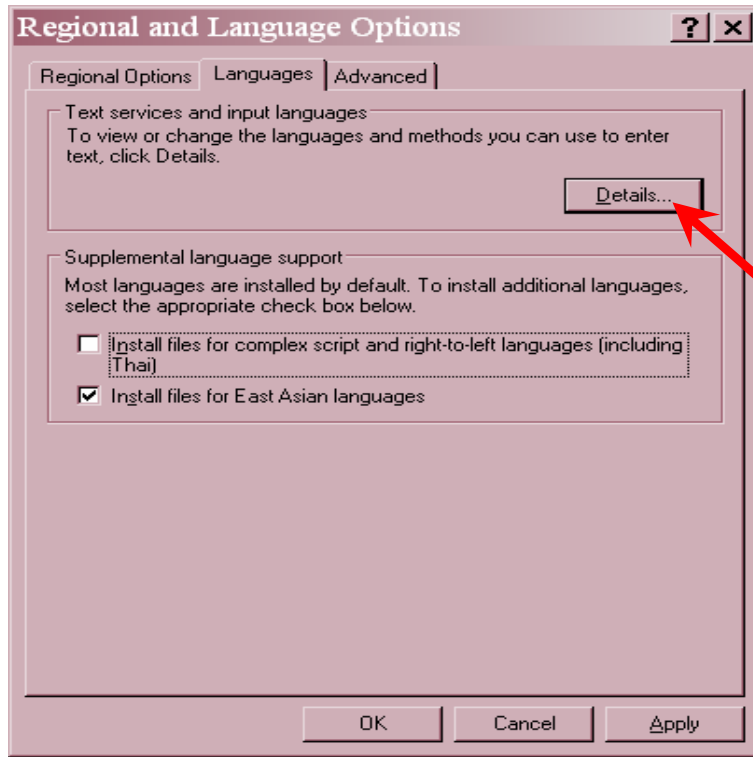 Regional and Language Options
Regional Options Languages Advanced
Text services and input languages
To view or change the languages and methods you can use to enter
text, click Details.
Details...
Supplemental language support
Most languages are installed by default. To install additional languages,
select the appropriate check box below.
Install files for complex script and right-to-left languages (including
Thai)
Install files for East Asian languages
OK Cancel Apply